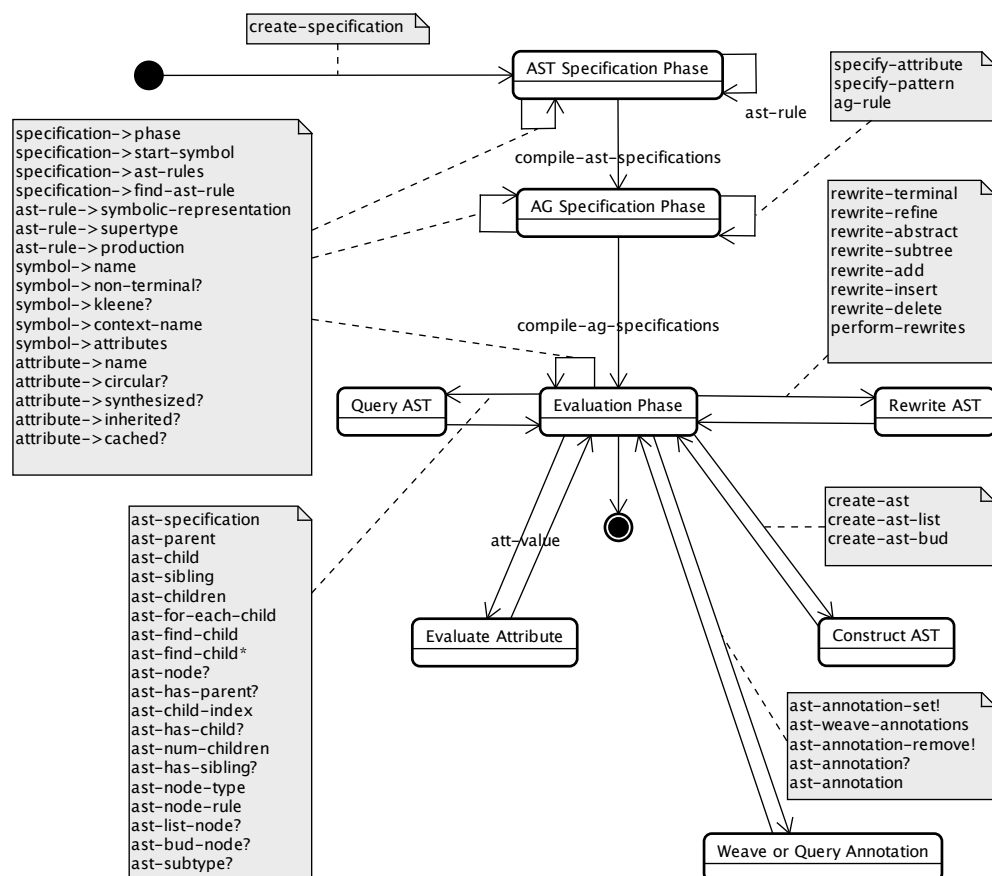 create-specification
AST Specification Phase
ast-rule
specify-attribute
specify-pattern
ag-rule
specification->phase
specification->start-symbol
specification->ast-rules
specification->find-ast-rule
ast-rule->symbolic-representation
ast-rule->supertype
ast-rule->production
symbol->name
symbol->non-terminal?
symbol->kleene?
symbol->context-name
symbol->attributes
attribute->name
attribute->circular?
attribute->synthesized?
attribute->inherited?
attribute->cached?
compile-ast-specifications
AG Specification Phase
rewrite-terminal
rewrite-refine
rewrite-abstract
rewrite-subtree
rewrite-add
rewrite-insert
rewrite-delete
perform-rewrites
compile-ag-specifications
Query AST
Evaluation Phase
Rewrite AST
create-ast
create-ast-list
create-ast-bud
att-value
ast-specification
ast-parent
ast-child
ast-sibling
ast-children
ast-for-each-child
ast-find-child
ast-find-child*
ast-node?
ast-has-parent?
ast-child-index
ast-has-child?
ast-num-children
ast-has-sibling?
ast-node-type
ast-node-rule
ast-list-node?
ast-bud-node?
ast-subtype?
Evaluate Attribute
Construct AST
ast-annotation-set!
ast-weave-annotations
ast-annotation-remove!
ast-annotation?
ast-annotation
Weave or Query Annotation